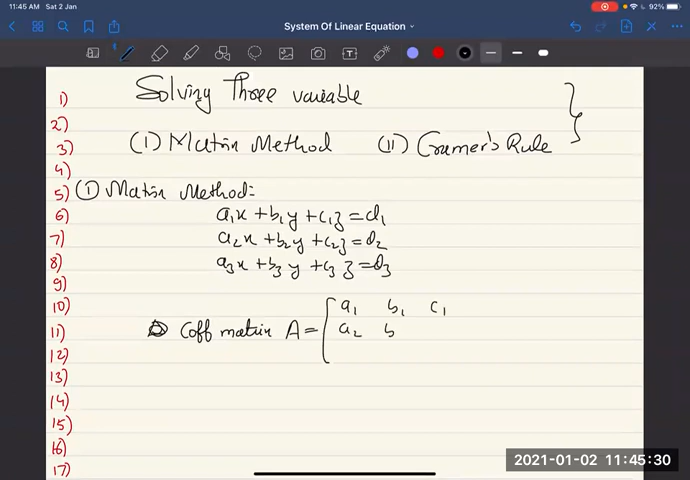 11:45 AM Sat 2 Jan
92%
System Of Linear Equation
1) Solving Three variable
2)
3) (I) Matrix Method (II) Cramer's Rule
4)
5) (I) Matrix Method:-
6) a₁x + b₁y + c₁z = d₁
7) a₂x + b₂y + c₂z = d₂
8) a₃x + b₃y + c₃z = d₃
9)
10) a₁ b₁ c₁
11) Coff matrix A = [ a₂ b
12)
13)
14)
15)
16)
17)
2021-01-02 11:45:30